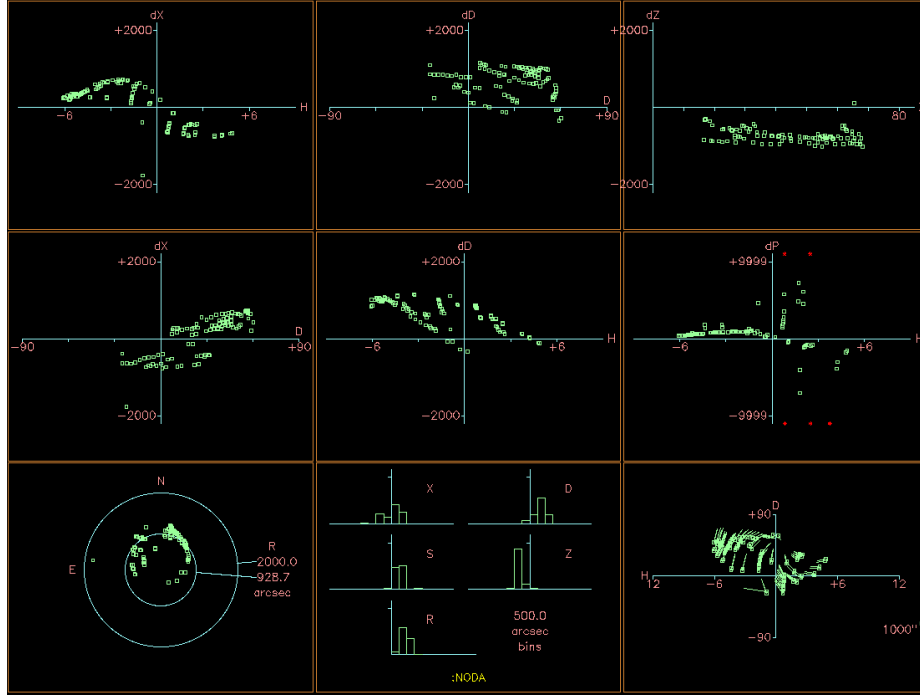 dX
+2000
H
-6
+6
-2000
dD
+2000
D
-90
+90
-2000
dZ
+2000
80
-2000
dX
+2000
D
-90
+90
-2000
dD
+2000
H
-6
+6
-2000
dP
+9999
H
-6
+6
-9999
N
E
R
2000.0
928.7
arcsec
X
D
S
Z
R
500.0
arcsec
bins
:NODA
D
+90
H
12
-6
+6
12
-90
1000"